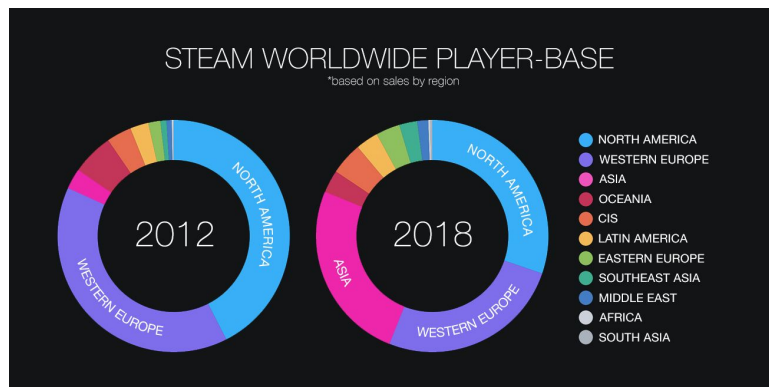 STEAM WORLDWIDE PLAYER-BASE
*based on sales by region
NORTH AMERICA
WESTERN EUROPE
2012
NORTH AMERICA
WESTERN EUROPE
ASIA
2018
NORTH AMERICA
WESTERN EUROPE
ASIA
OCEANIA
CIS
LATIN AMERICA
EASTERN EUROPE
SOUTHEAST ASIA
MIDDLE EAST
AFRICA
SOUTH ASIA